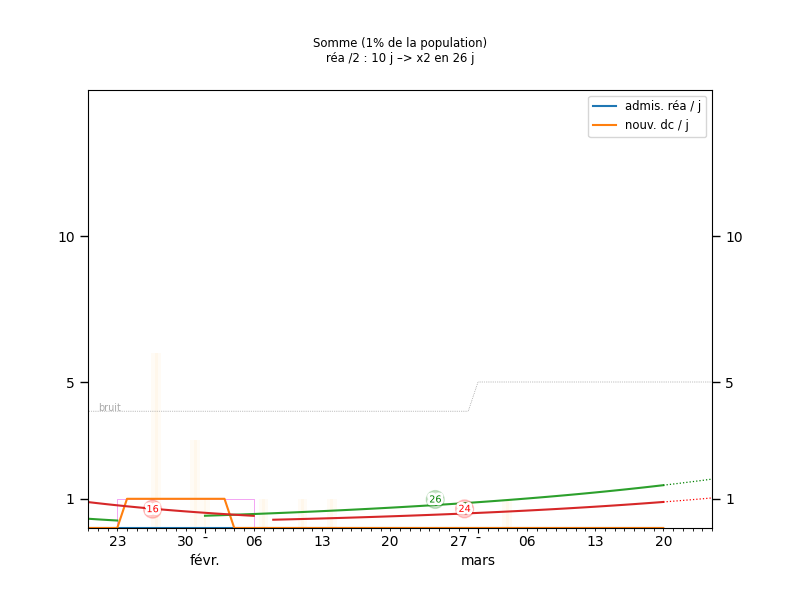 Somme (1% de la population)
réa /2 : 10 j –> x2 en 26 j
admis. réa / j
nouv. dc / j
10 10
5 5
bruit
1 1
16 26 24
23 30 - 06 13 20 27 - 06 13 20
févr. mars